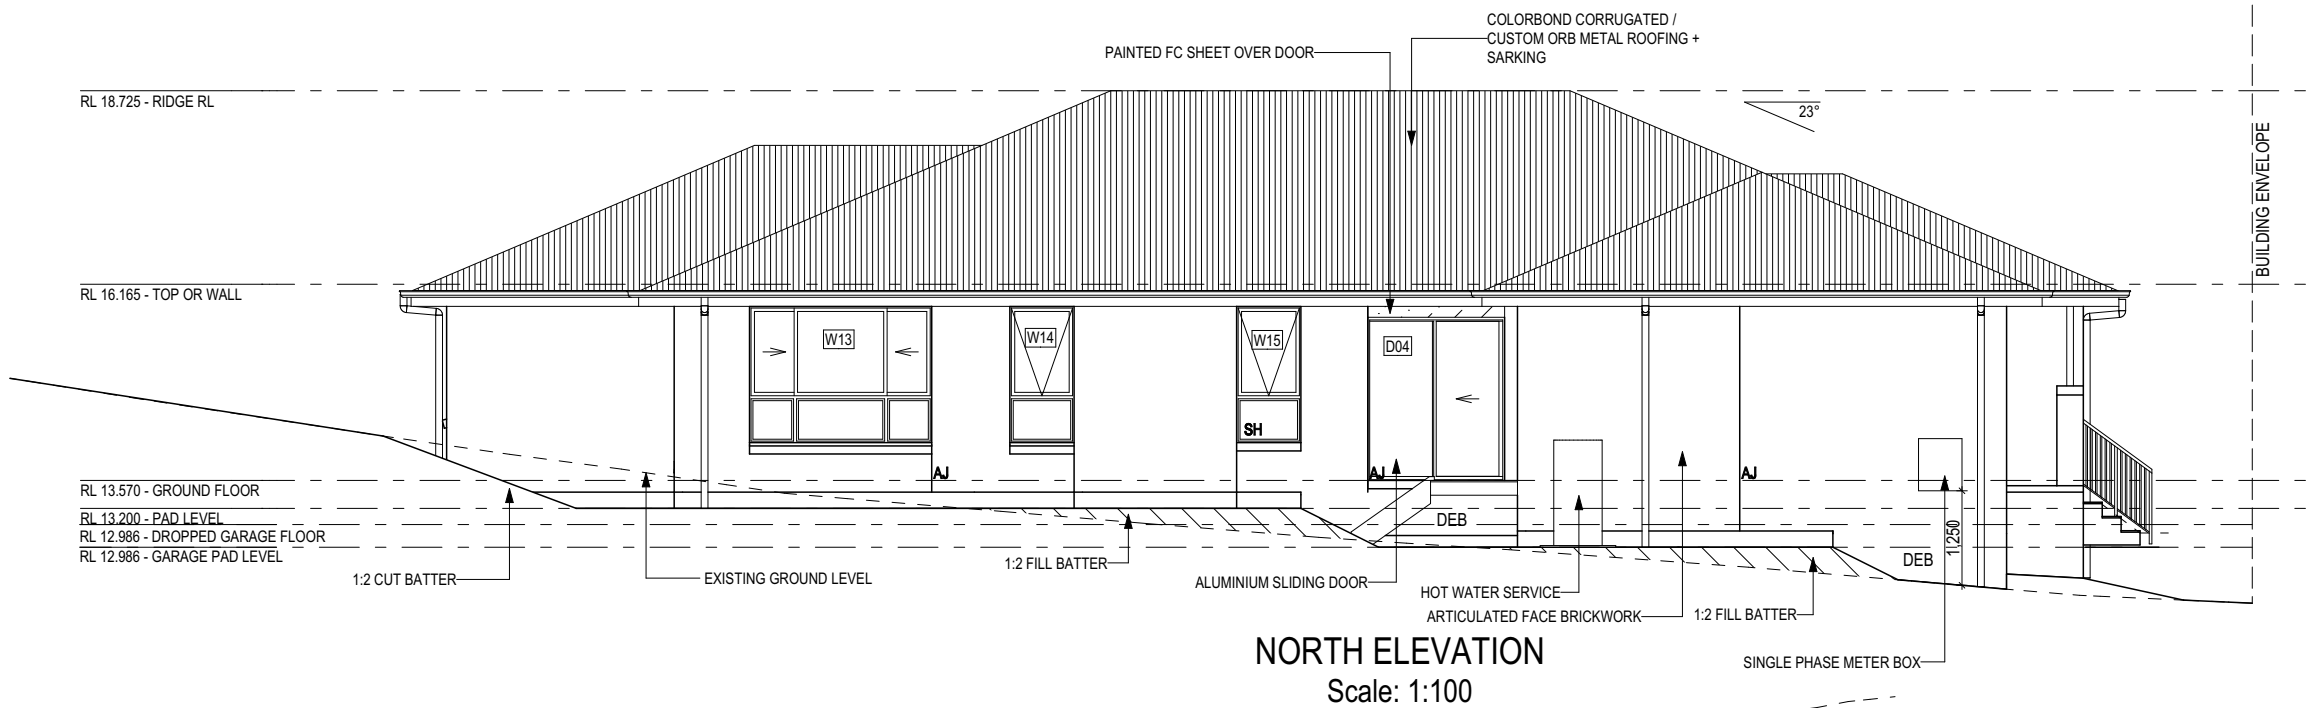 COLORBOND CORRUGATED /
CUSTOM ORB METAL ROOFING +
SARKING
PAINTED FC SHEET OVER DOOR
RL 18.725 - RIDGE RL
23°
BUILDING ENVELOPE
RL 16.165 - TOP OR WALL
W13
W14
W15
D04
SH
AJ
AJ
AJ
RL 13.570 - GROUND FLOOR
RL 13.200 - PAD LEVEL
RL 12.986 - DROPPED GARAGE FLOOR
RL 12.986 - GARAGE PAD LEVEL
DEB
DEB
1,250
1:2 CUT BATTER
EXISTING GROUND LEVEL
1:2 FILL BATTER
ALUMINIUM SLIDING DOOR
HOT WATER SERVICE
ARTICULATED FACE BRICKWORK
1:2 FILL BATTER
SINGLE PHASE METER BOX
NORTH ELEVATION
Scale: 1:100